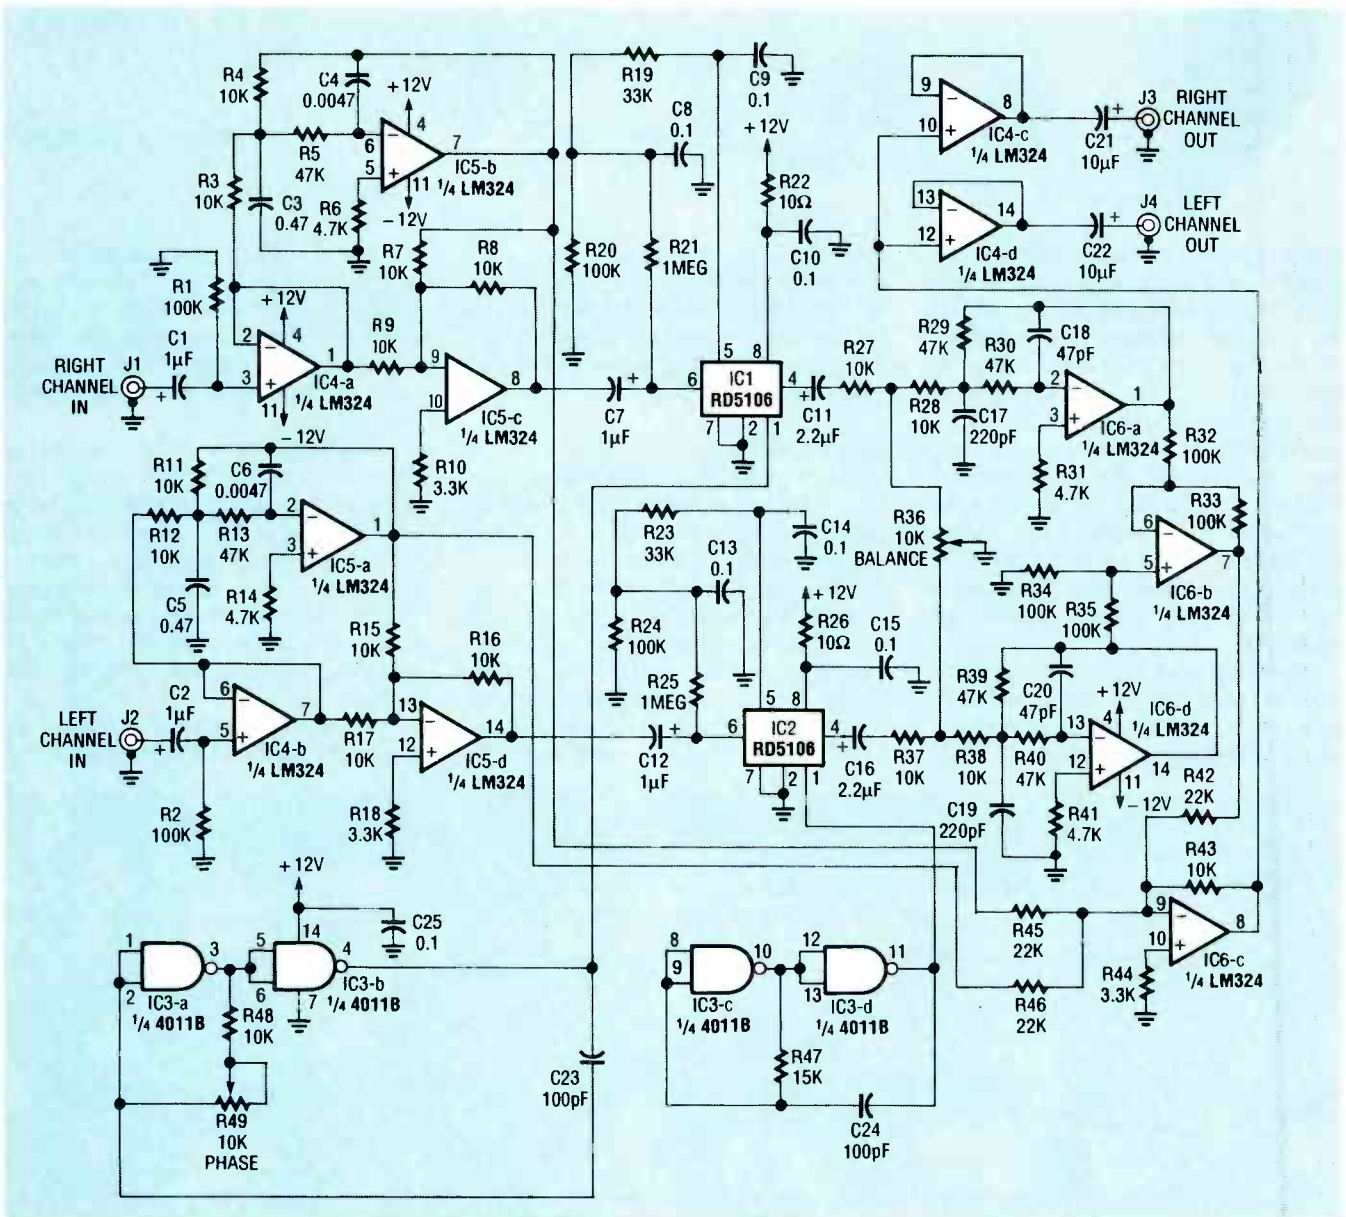 R4
10K
C4
0.0047
+12V
4
6
5
7
11
-12V
IC5-b
1/4 LM324
R5
47K
R3
10K
C3
0.47
R6
4.7K
R7
10K
R8
10K
R1
100K
C1
1µF
RIGHT
CHANNEL
IN
J1
+
+12V
2
3
4
1
11
-12V
IC4-a
1/4 LM324
R9
10K
9
10
8
IC5-c
1/4 LM324
R10
3.3K
R19
33K
C9
0.1
C8
0.1
+12V
R22
10Ω
C10
0.1
R20
100K
R21
1MEG
C7
1µF
+
5
8
6
4
IC1
RD5106
7
2
1
+
C11
2.2µF
R27
10K
R28
10K
R29
47K
R30
47K
C18
47pF
C17
220pF
2
3
1
IC6-a
1/4 LM324
R31
4.7K
R32
100K
R33
100K
9
10
8
IC4-c
1/4 LM324
C21
10µF
+
J3
RIGHT
CHANNEL
OUT
13
12
14
IC4-d
1/4 LM324
C22
10µF
+
J4
LEFT
CHANNEL
OUT
6
5
7
IC6-b
1/4 LM324
R34
100K
R35
100K
R36
10K
BALANCE
R11
10K
C6
0.0047
R12
10K
R13
47K
2
3
1
IC5-a
1/4 LM324
C5
0.47
R14
4.7K
R15
10K
R16
10K
LEFT
CHANNEL
IN
J2
C2
1µF
+
6
5
7
IC4-b
1/4 LM324
R17
10K
13
12
14
IC5-d
1/4 LM324
R2
100K
R18
3.3K
R23
33K
C14
0.1
C13
0.1
+12V
R26
10Ω
C15
0.1
R24
100K
R25
1MEG
C12
1µF
+
5
8
6
4
IC2
RD5106
7
2
1
+
C16
2.2µF
R37
10K
R38
10K
R39
47K
R40
47K
C20
47pF
C19
220pF
+12V
13
12
4
14
11
-12V
IC6-d
1/4 LM324
R41
4.7K
R42
22K
R43
10K
9
10
8
IC6-c
1/4 LM324
R44
3.3K
R45
22K
R46
22K
+12V
C25
0.1
1
2
3
IC3-a
1/4 4011B
5
6
14
4
7
IC3-b
1/4 4011B
R48
10K
R49
10K
PHASE
C23
100pF
8
9
10
IC3-c
1/4 4011B
12
13
11
IC3-d
1/4 4011B
R47
15K
C24
100pF